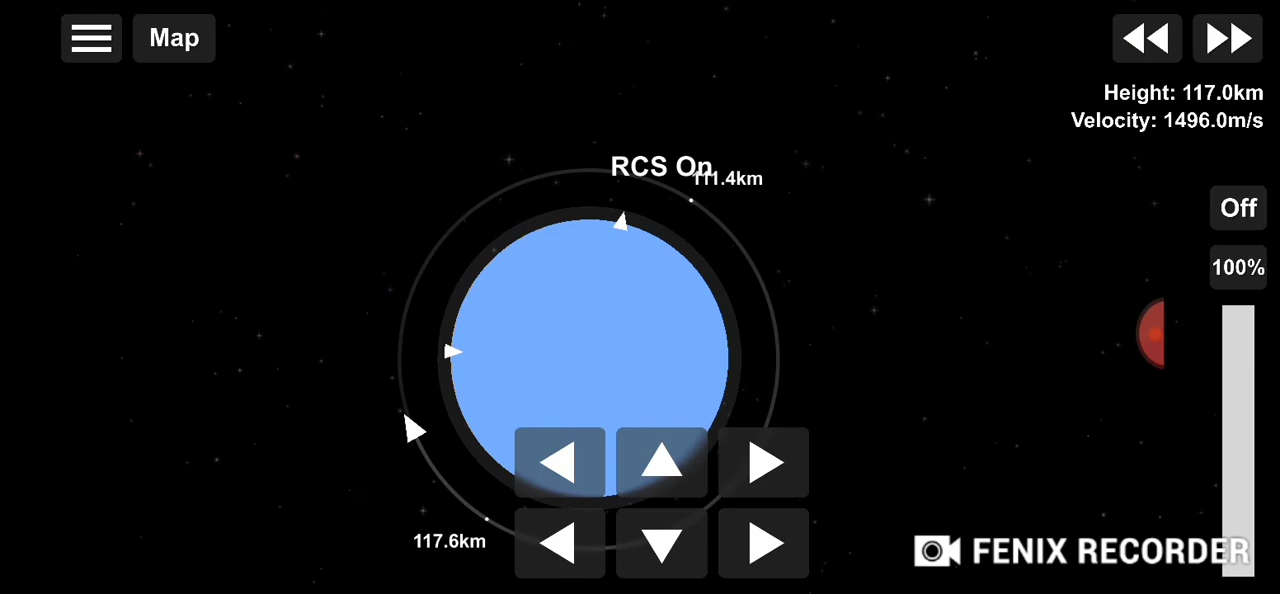 Map
Height: 117.0km
Velocity: 1496.0m/s
RCS On
111.4km
Off
100%
117.6km
FENIX RECORDER